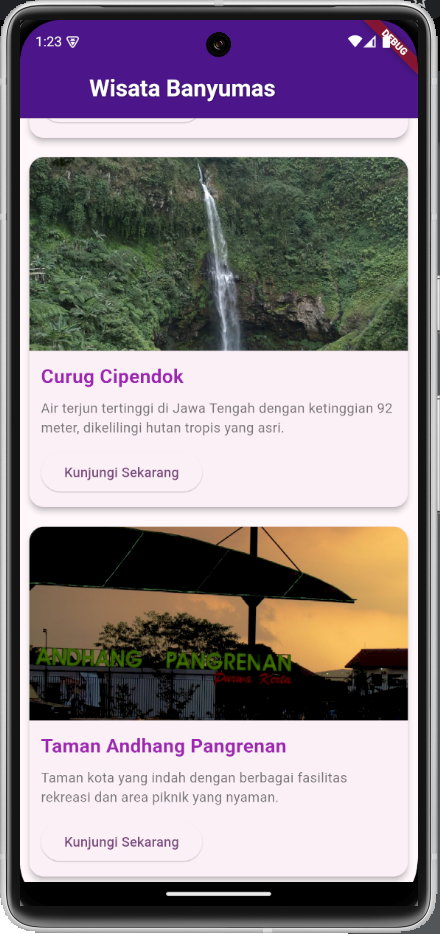 1:23
DEBUG
Wisata Banyumas
Curug Cipendok
Air terjun tertinggi di Jawa Tengah dengan ketinggian 92
meter, dikelilingi hutan tropis yang asri.
Kunjungi Sekarang
ANDHANG PANGRENAN
Purwa Kerta
Taman Andhang Pangrenan
Taman kota yang indah dengan berbagai fasilitas
rekreasi dan area piknik yang nyaman.
Kunjungi Sekarang